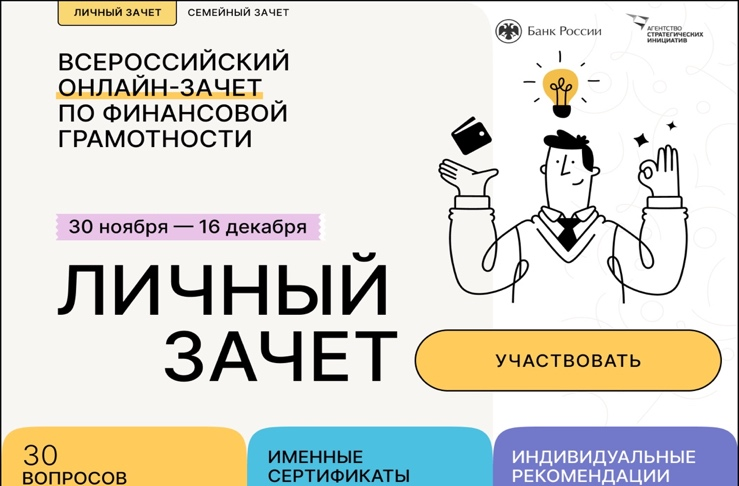 ЛИЧНЫЙ ЗАЧЕТ
СЕМЕЙНЫЙ ЗАЧЕТ
Банк России
АГЕНТСТВО
СТРАТЕГИЧЕСКИХ
ИНИЦИАТИВ
ВСЕРОССИЙСКИЙ
ОНЛАЙН-ЗАЧЕТ
ПО ФИНАНСОВОЙ
ГРАМОТНОСТИ
30 ноября — 16 декабря
ЛИЧНЫЙ
ЗАЧЕТ
УЧАСТВОВАТЬ
30
ВОПРОСОВ
ИМЕННЫЕ
СЕРТИФИКАТЫ
ИНДИВИДУАЛЬНЫЕ
РЕКОМЕНДАЦИИ